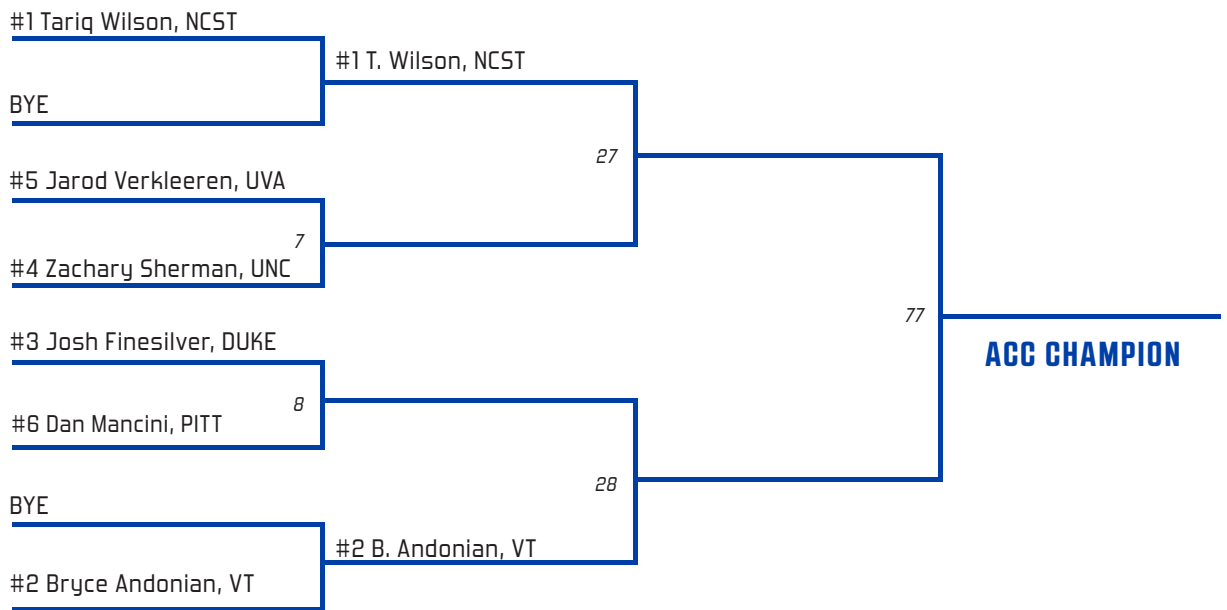 #1 Tariq Wilson, NCST
#1 T. Wilson, NCST
BYE
27
#5 Jarod Verkleeren, UVA
7
#4 Zachary Sherman, UNC
77
ACC CHAMPION
#3 Josh Finesilver, DUKE
8
#6 Dan Mancini, PITT
28
BYE
#2 B. Andonian, VT
#2 Bryce Andonian, VT